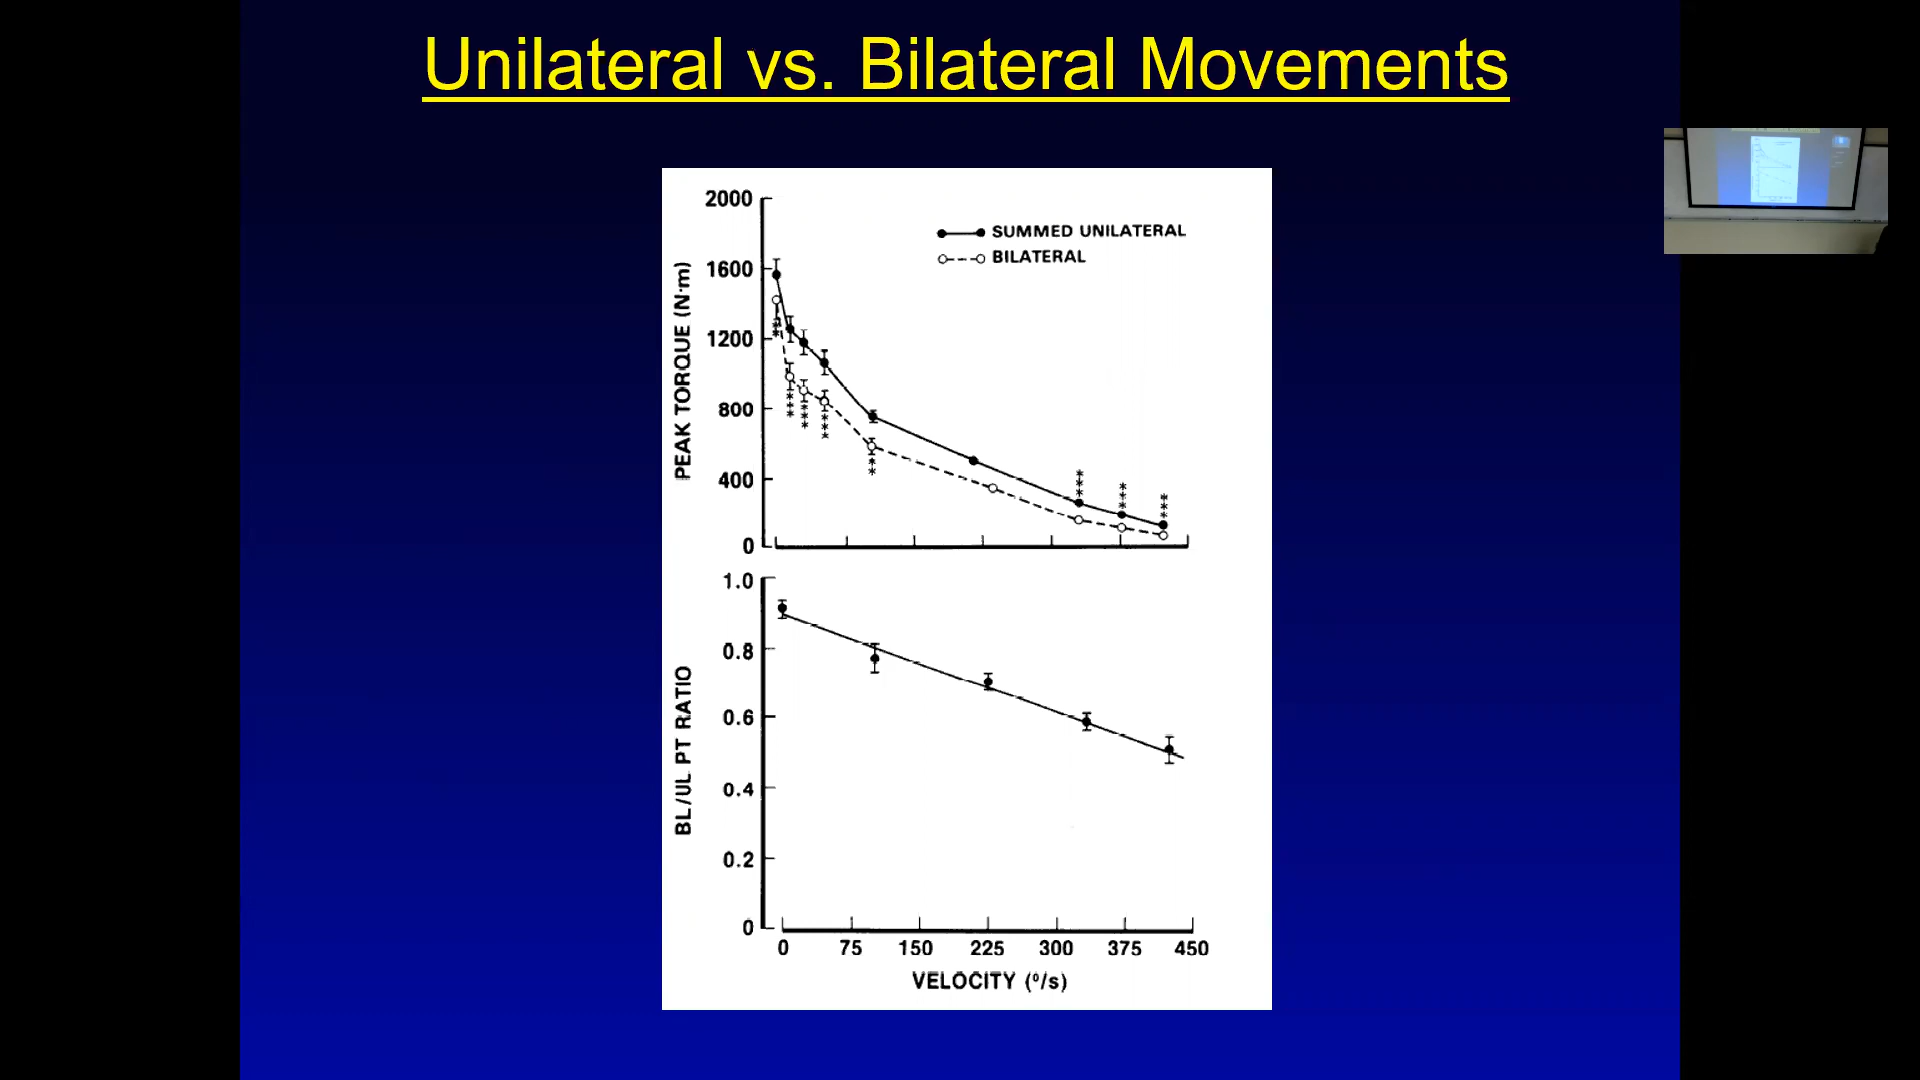 Unilateral vs. Bilateral Movements
2000
1600
1200
800
400
0
PEAK TORQUE (N·m)
SUMMED UNILATERAL
BILATERAL
**
***
***
***
**
***
***
***
1.0
0.8
0.6
0.4
0.2
0
BL/UL PT RATIO
0 75 150 225 300 375 450
VELOCITY (º/s)